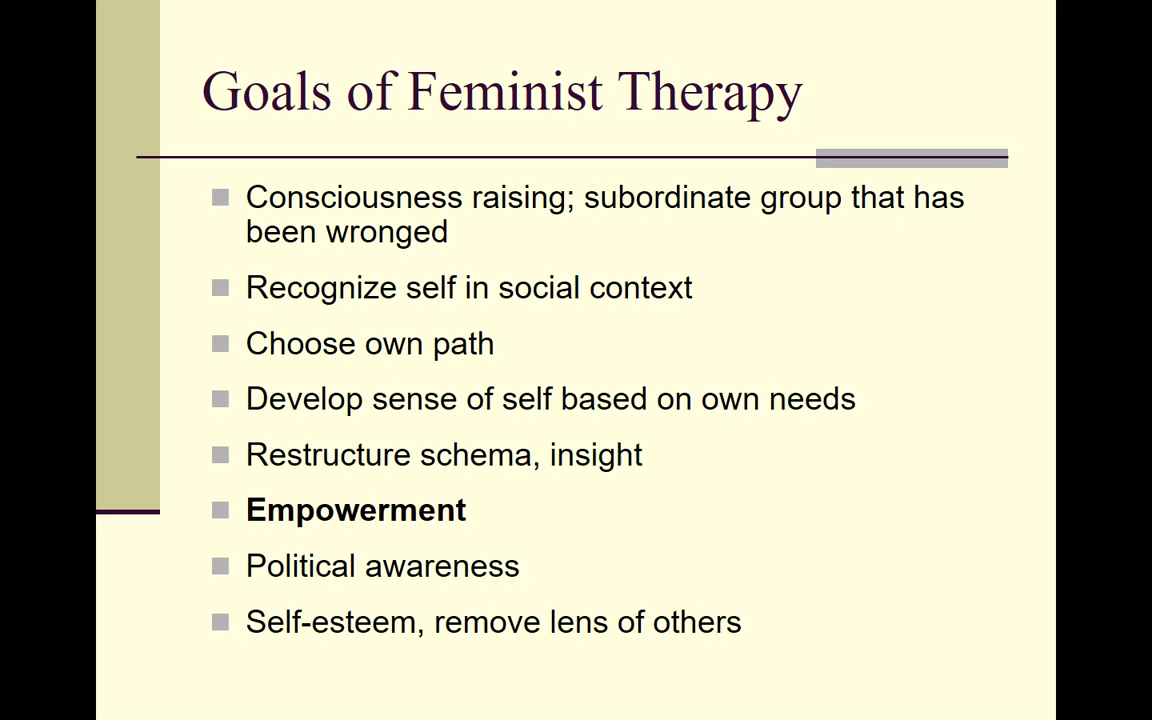 Goals of Feminist Therapy
Consciousness raising; subordinate group that has
been wronged
Recognize self in social context
Choose own path
Develop sense of self based on own needs
Restructure schema, insight
Empowerment
Political awareness
Self-esteem, remove lens of others